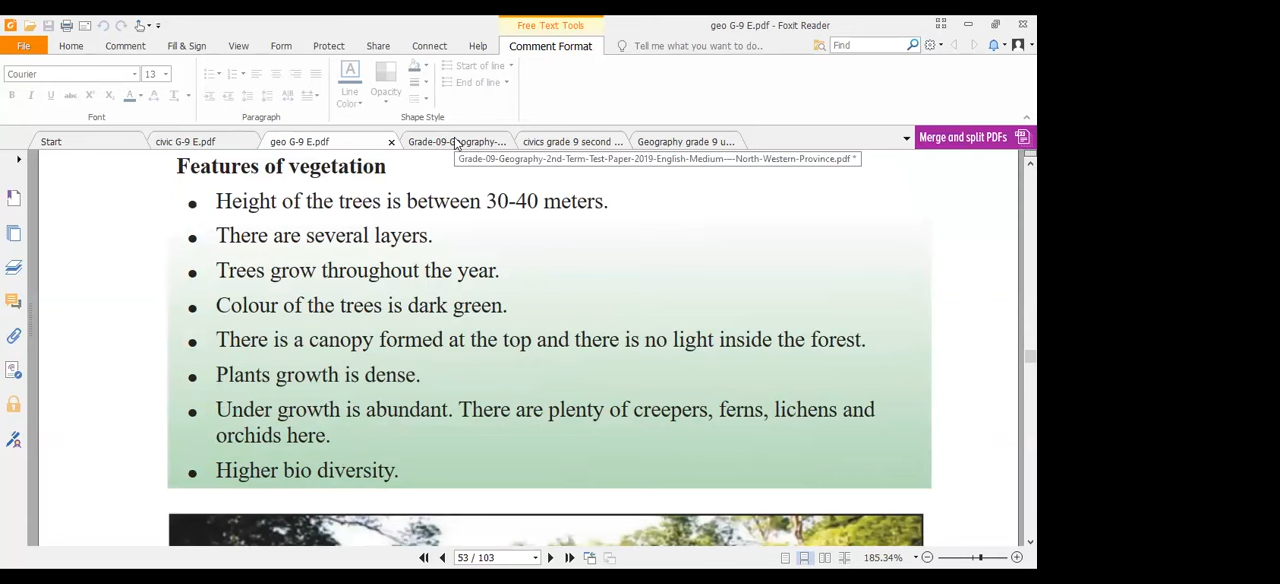 Free Text Tools
geo G-9 E.pdf - Foxit Reader
File Home Comment Fill & Sign View Form Protect Share Connect Help Comment Format Tell me what you want to do.. Find
Courier 13
Line Color Opacity
Start of line
End of line
Font Paragraph Shape Style
Start civic G-9 E.pdf geo G-9 E.pdf Grade-09-Geography-... civics grade 9 second ... Geography grade 9 u... Merge and split PDFs
Grade-09-Geography-2nd-Term-Test-Paper-2019-English-Medium----North-Western-Province.pdf *
Features of vegetation
● Height of the trees is between 30-40 meters.
● There are several layers.
● Trees grow throughout the year.
● Colour of the trees is dark green.
● There is a canopy formed at the top and there is no light inside the forest.
● Plants growth is dense.
● Under growth is abundant. There are plenty of creepers, ferns, lichens and
orchids here.
● Higher bio diversity.
53 / 103
185.34%